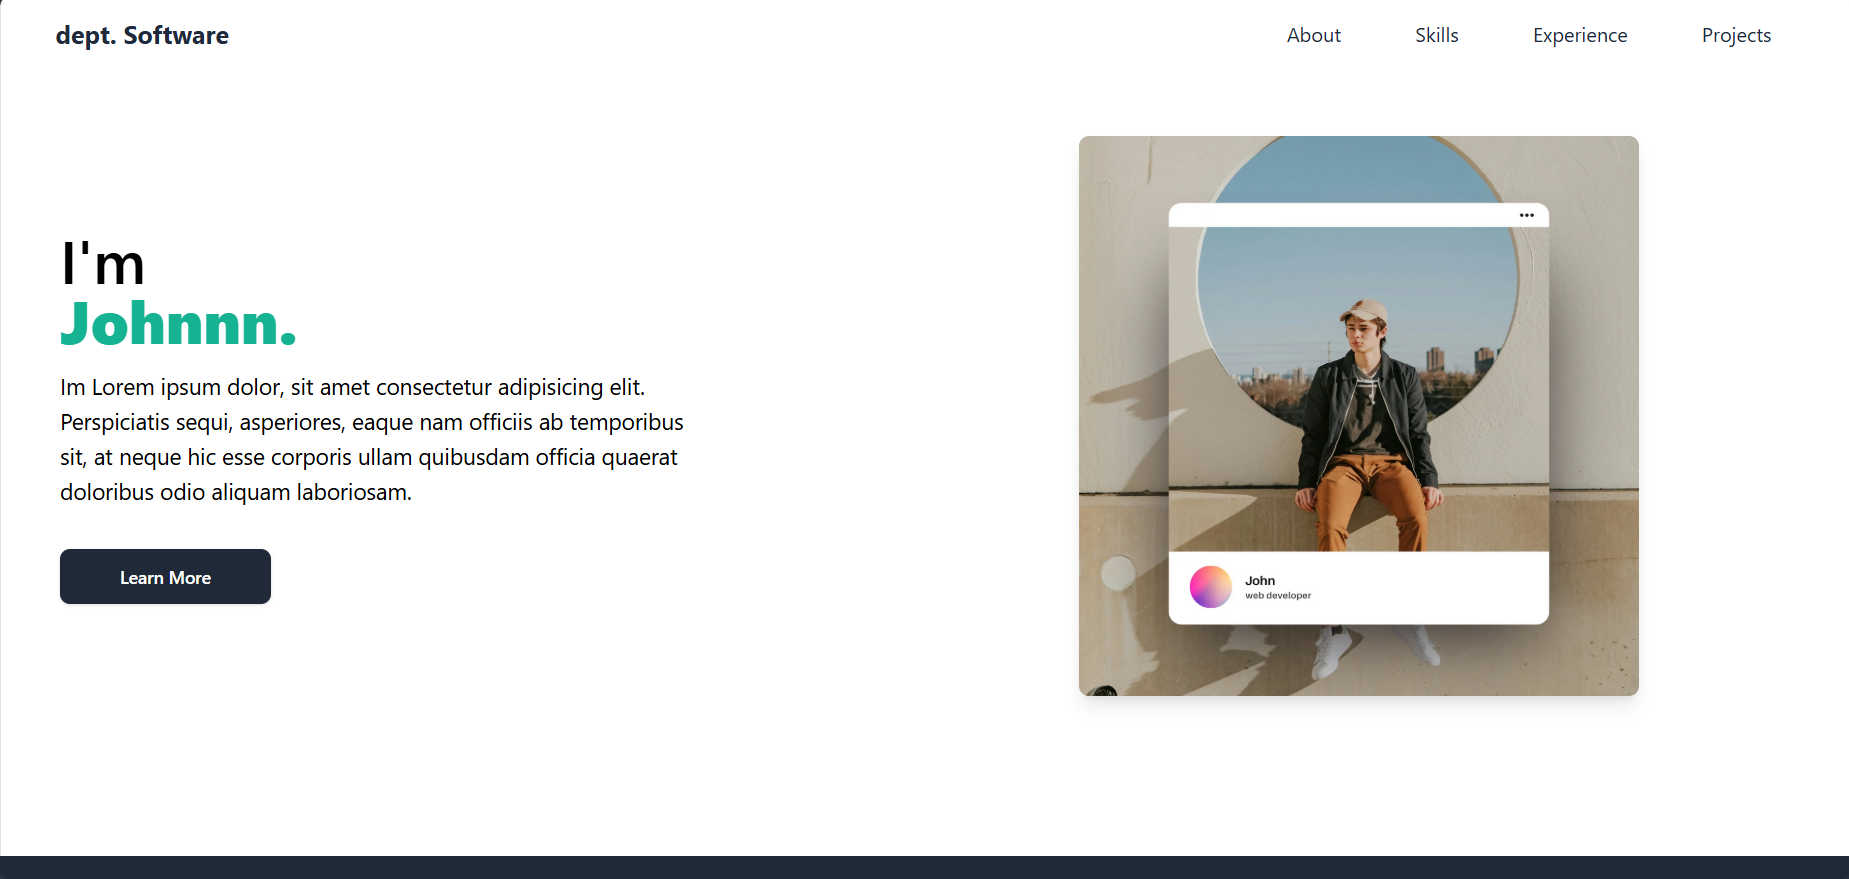 dept. Software
About
Skills
Experience
Projects
I'm
Johnnn.
Im Lorem ipsum dolor, sit amet consectetur adipisicing elit.
Perspiciatis sequi, asperiores, eaque nam officiis ab temporibus
sit, at neque hic esse corporis ullam quibusdam officia quaerat
doloribus odio aliquam laboriosam.
Learn More
John
web developer